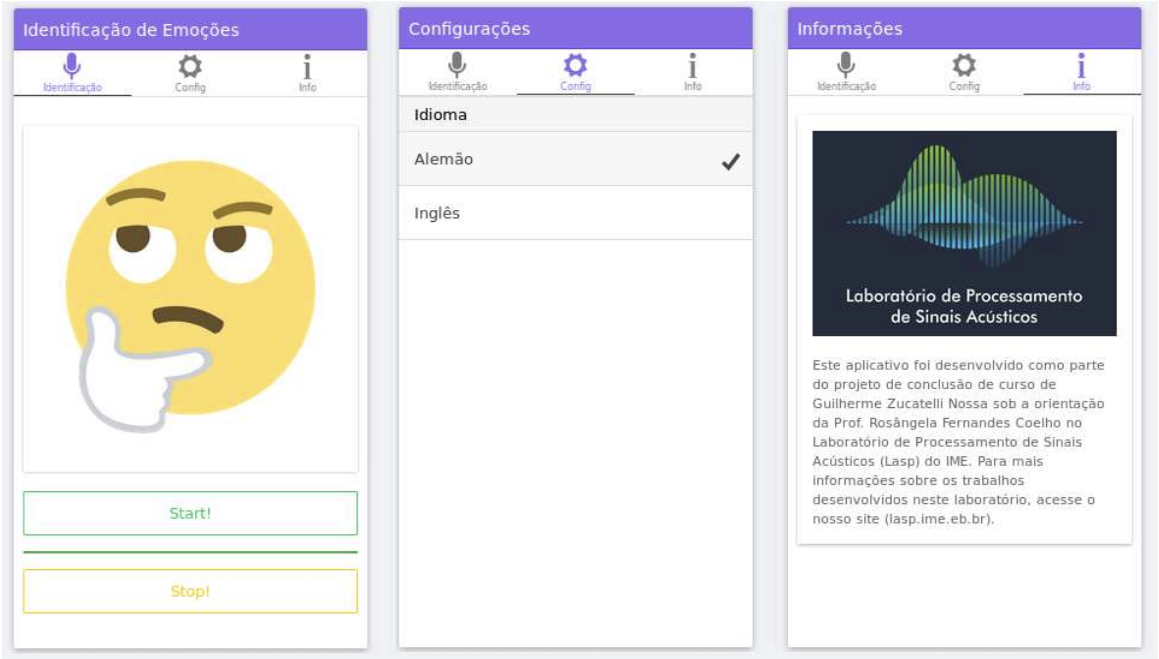 Identificação de Emoções
Identificação
Config
Info
Start!
Stop!
Configurações
Identificação
Config
Info
Idioma
Alemão
Inglês
Informações
Identificação
Config
Info
Laboratório de Processamento
de Sinais Acústicos
Este aplicativo foi desenvolvido como parte
do projeto de conclusão de curso de
Guilherme Zucatelli Nossa sob a orientação
da Prof. Rosângela Fernandes Coelho no
Laboratório de Processamento de Sinais
Acústicos (Lasp) do IME. Para mais
informações sobre os trabalhos
desenvolvidos neste laboratório, acesse o
nosso site (lasp.ime.eb.br).